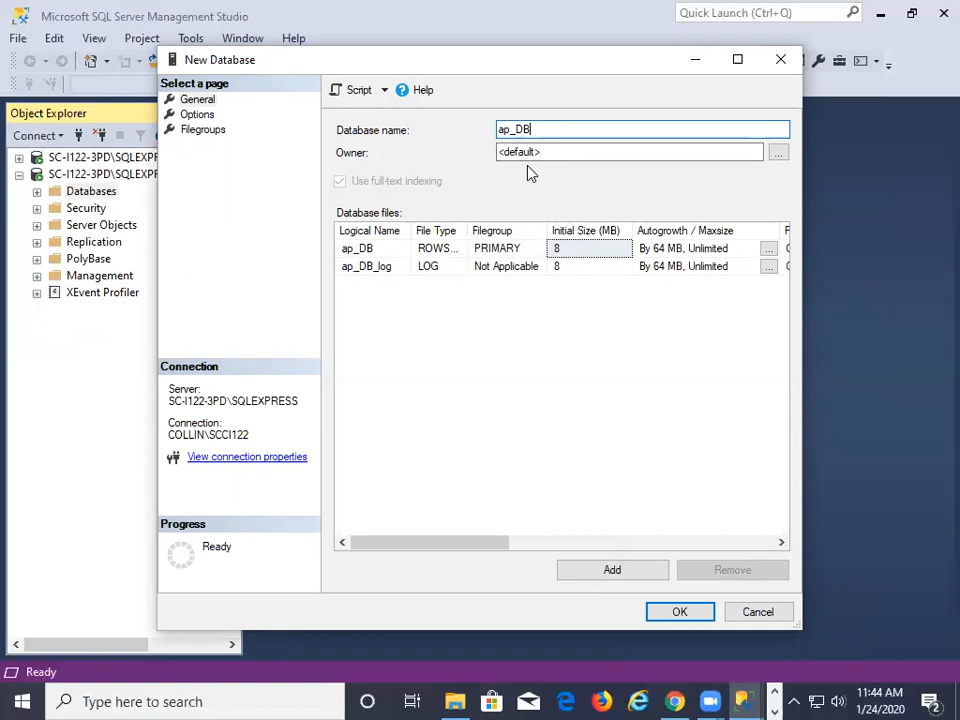 Microsoft SQL Server Management Studio
Quick Launch (Ctrl+Q)
File Edit View Project Tools Window Help
New Database
Select a page
General
Options
Filegroups
Script Help
Object Explorer
Connect
SC-I122-3PD\SQLEXPR
SC-I122-3PD\SQLEXPR
Databases
Security
Server Objects
Replication
PolyBase
Management
XEvent Profiler
Database name: ap_DB
Owner: <default>
...
Use full-text indexing
Database files:
Logical Name File Type Filegroup Initial Size (MB) Autogrowth / Maxsize
ap_DB ROWS... PRIMARY 8 By 64 MB, Unlimited ...
ap_DB_log LOG Not Applicable 8 By 64 MB, Unlimited ...
Connection
Server:
SC-I122-3PD\SQLEXPRESS
Connection:
COLLIN\SCCI122
View connection properties
Progress
Ready
Add Remove
OK Cancel
Ready
Type here to search
11:44 AM
1/24/2020
2